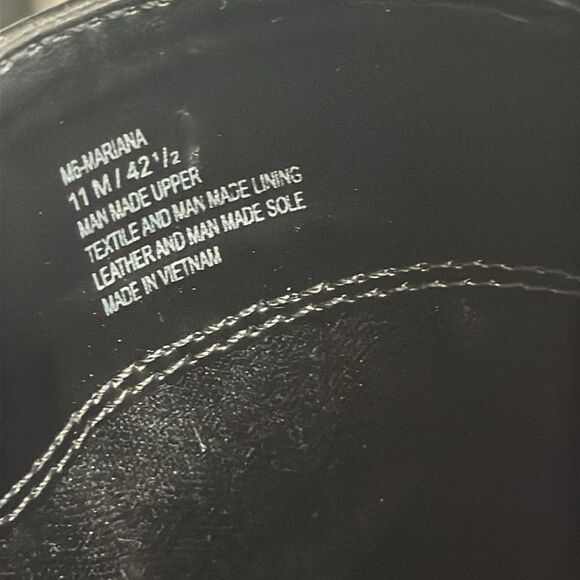 M5-MARIANA
11 M / 42 ½
MAN MADE UPPER
TEXTILE AND MAN MADE LINING
LEATHER AND MAN MADE SOLE
MADE IN VIETNAM